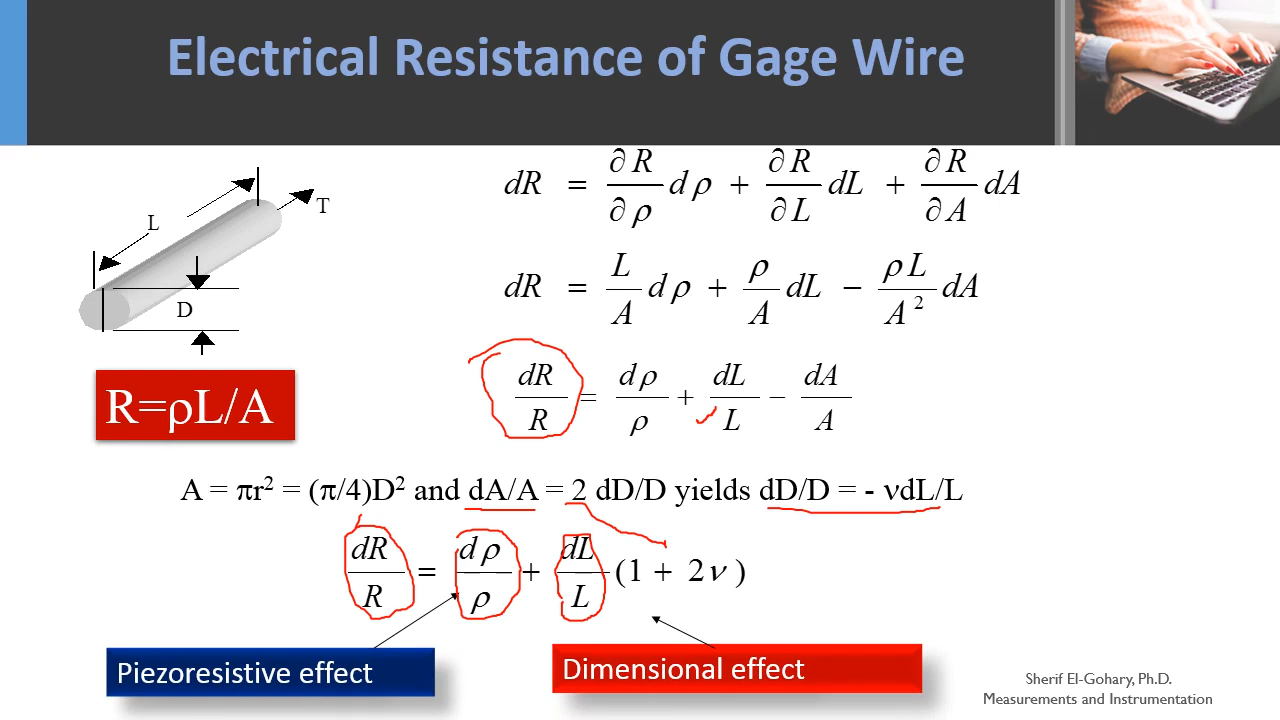 Electrical Resistance of Gage Wire
dR = ∂R/∂ρ dρ + ∂R/∂L dL + ∂R/∂A dA
L
T
D
dR = L/A dρ + ρ/A dL − ρL/A² dA
dR/R = dρ/ρ + dL/L − dA/A
R=ρL/A
A = πr² = (π/4)D² and dA/A = 2 dD/D yields dD/D = - νdL/L
dR/R = dρ/ρ + dL/L (1 + 2ν)
Piezoresistive effect
Dimensional effect
Sherif El-Gohary, Ph.D.
Measurements and Instrumentation